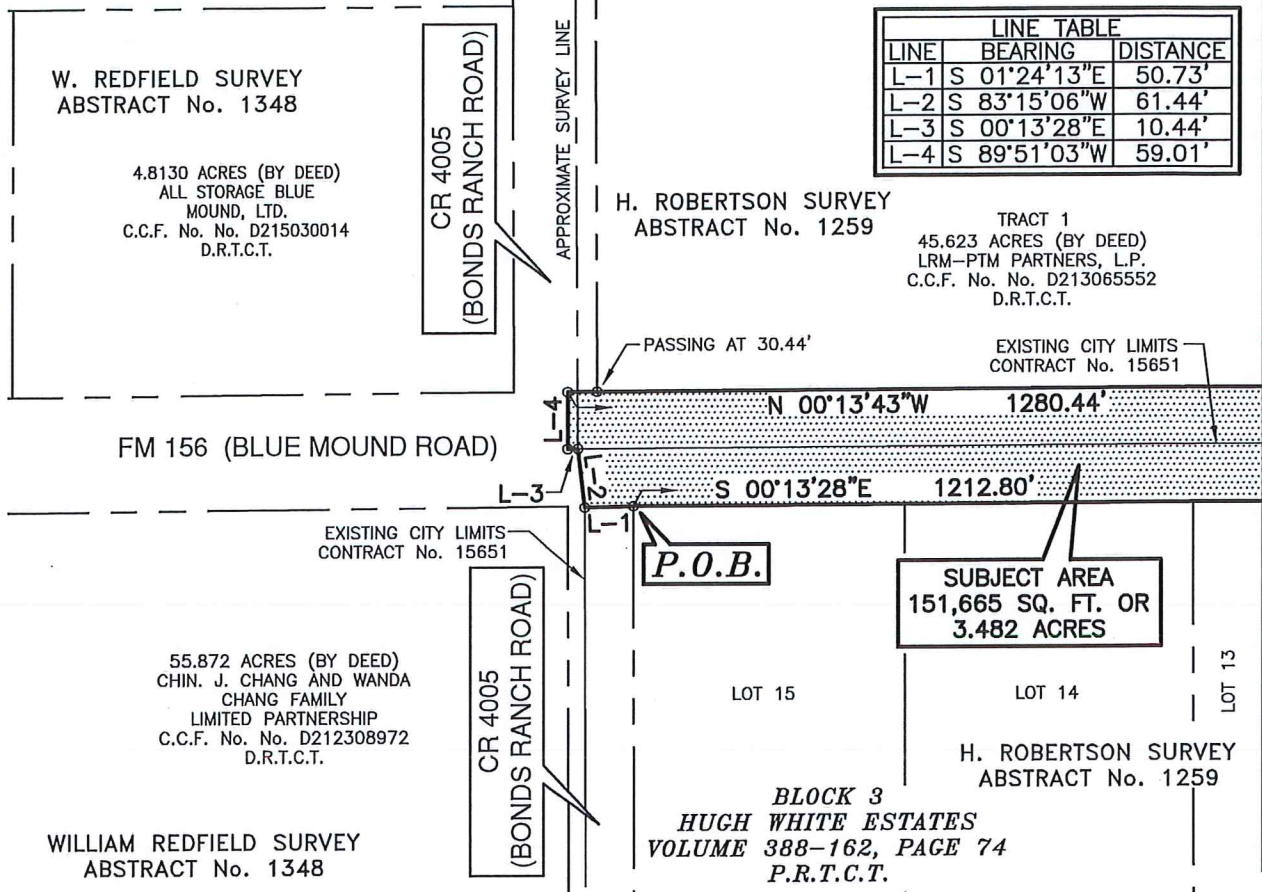 W. REDFIELD SURVEY
ABSTRACT No. 1348
4.8130 ACRES (BY DEED)
ALL STORAGE BLUE
MOUND, LTD.
C.C.F. No. No. D215030014
D.R.T.C.T.
CR 4005
(BONDS RANCH ROAD)
APPROXIMATE SURVEY LINE
LINE TABLE
LINE BEARING DISTANCE
L-1 S 01°24'13"E 50.73'
L-2 S 83°15'06"W 61.44'
L-3 S 00°13'28"E 10.44'
L-4 S 89°51'03"W 59.01'
H. ROBERTSON SURVEY
ABSTRACT No. 1259
TRACT 1
45.623 ACRES (BY DEED)
LRM-PTM PARTNERS, L.P.
C.C.F. No. No. D213065552
D.R.T.C.T.
PASSING AT 30.44'
EXISTING CITY LIMITS
CONTRACT No. 15651
L-4
N 00°13'43"W 1280.44'
FM 156 (BLUE MOUND ROAD)
L-3
L-2
S 00°13'28"E 1212.80'
L-1
EXISTING CITY LIMITS
CONTRACT No. 15651
P.O.B.
SUBJECT AREA
151,665 SQ. FT. OR
3.482 ACRES
55.872 ACRES (BY DEED)
CHIN. J. CHANG AND WANDA
CHANG FAMILY
LIMITED PARTNERSHIP
C.C.F. No. No. D212308972
D.R.T.C.T.
CR 4005
(BONDS RANCH ROAD)
LOT 15
LOT 14
LOT 13
H. ROBERTSON SURVEY
ABSTRACT No. 1259
BLOCK 3
HUGH WHITE ESTATES
VOLUME 388-162, PAGE 74
P.R.T.C.T.
WILLIAM REDFIELD SURVEY
ABSTRACT No. 1348